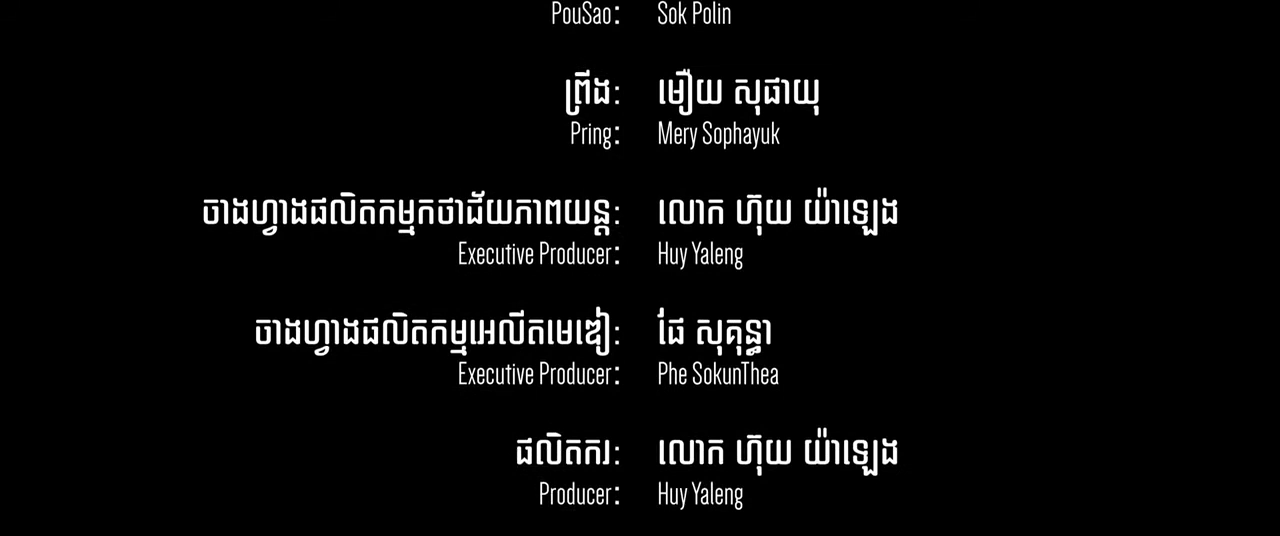 PouSao: Sok Polin
ព្រីង: មឿយ សុផាយុ
Pring: Mery Sophayuk
ចាងហ្វាងផលិតកម្មកថាជ័យភាពយន្ត: លោក ហ៊ុយ យ៉ាឡេង
Executive Producer: Huy Yaleng
ចាងហ្វាងផលិតកម្មអេលីតមេឌៀ: ផែ សុគុន្ធា
Executive Producer: Phe SokunThea
ផលិតករ: លោក ហ៊ុយ យ៉ាឡេង
Producer: Huy Yaleng